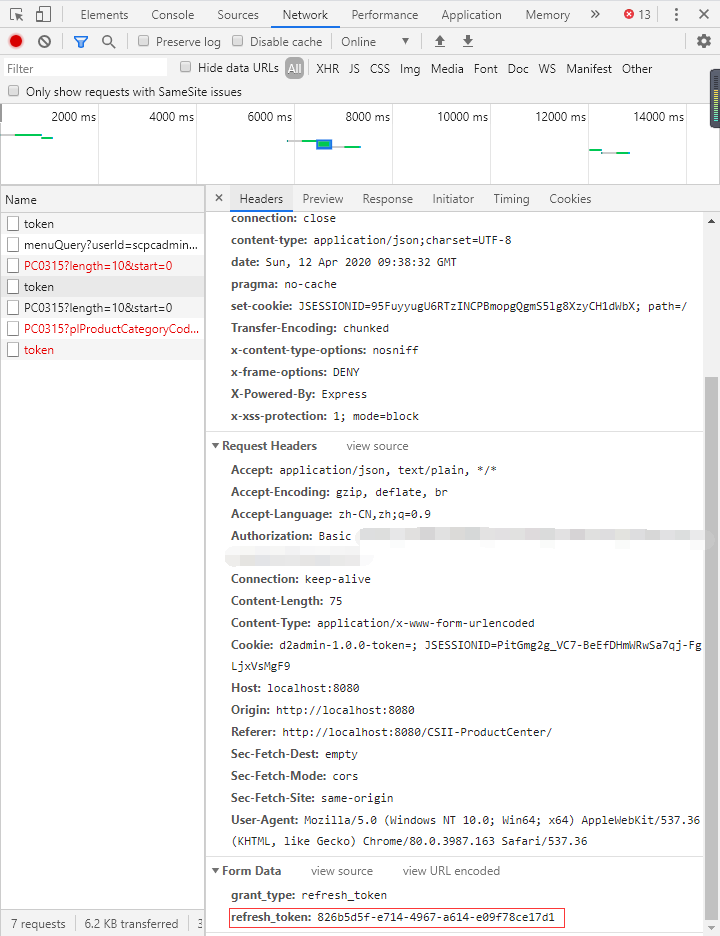 Elements Console Sources Network Performance Application Memory » 13
Preserve log Disable cache Online
Filter Hide data URLs All XHR JS CSS Img Media Font Doc WS Manifest Other
Only show requests with SameSite issues
2000 ms 4000 ms 6000 ms 8000 ms 10000 ms 12000 ms 14000 ms
Name
token
menuQuery?userId=scpcadmin...
PC0315?length=10&start=0
token
PC0315?length=10&start=0
PC0315?plProductCategoryCod...
token
7 requests 6.2 KB transferred 3
× Headers Preview Response Initiator Timing Cookies
connection: close
content-type: application/json;charset=UTF-8
date: Sun, 12 Apr 2020 09:38:32 GMT
pragma: no-cache
set-cookie: JSESSIONID=95FuyyugU6RTzINCPBmopgQgmS5lg8XzyCH1dWbX; path=/
Transfer-Encoding: chunked
x-content-type-options: nosniff
x-frame-options: DENY
X-Powered-By: Express
x-xss-protection: 1; mode=block
Request Headers view source
Accept: application/json, text/plain, */*
Accept-Encoding: gzip, deflate, br
Accept-Language: zh-CN,zh;q=0.9
Authorization: Basic
Connection: keep-alive
Content-Length: 75
Content-Type: application/x-www-form-urlencoded
Cookie: d2admin-1.0.0-token=; JSESSIONID=PitGmg2g_VC7-BeEfDHmWRwSa7qj-Fg
LjxVsMgF9
Host: localhost:8080
Origin: http://localhost:8080
Referer: http://localhost:8080/CSII-ProductCenter/
Sec-Fetch-Dest: empty
Sec-Fetch-Mode: cors
Sec-Fetch-Site: same-origin
User-Agent: Mozilla/5.0 (Windows NT 10.0; Win64; x64) AppleWebKit/537.36
(KHTML, like Gecko) Chrome/80.0.3987.163 Safari/537.36
Form Data view source view URL encoded
grant_type: refresh_token
refresh_token: 826b5d5f-e714-4967-a614-e09f78ce17d1